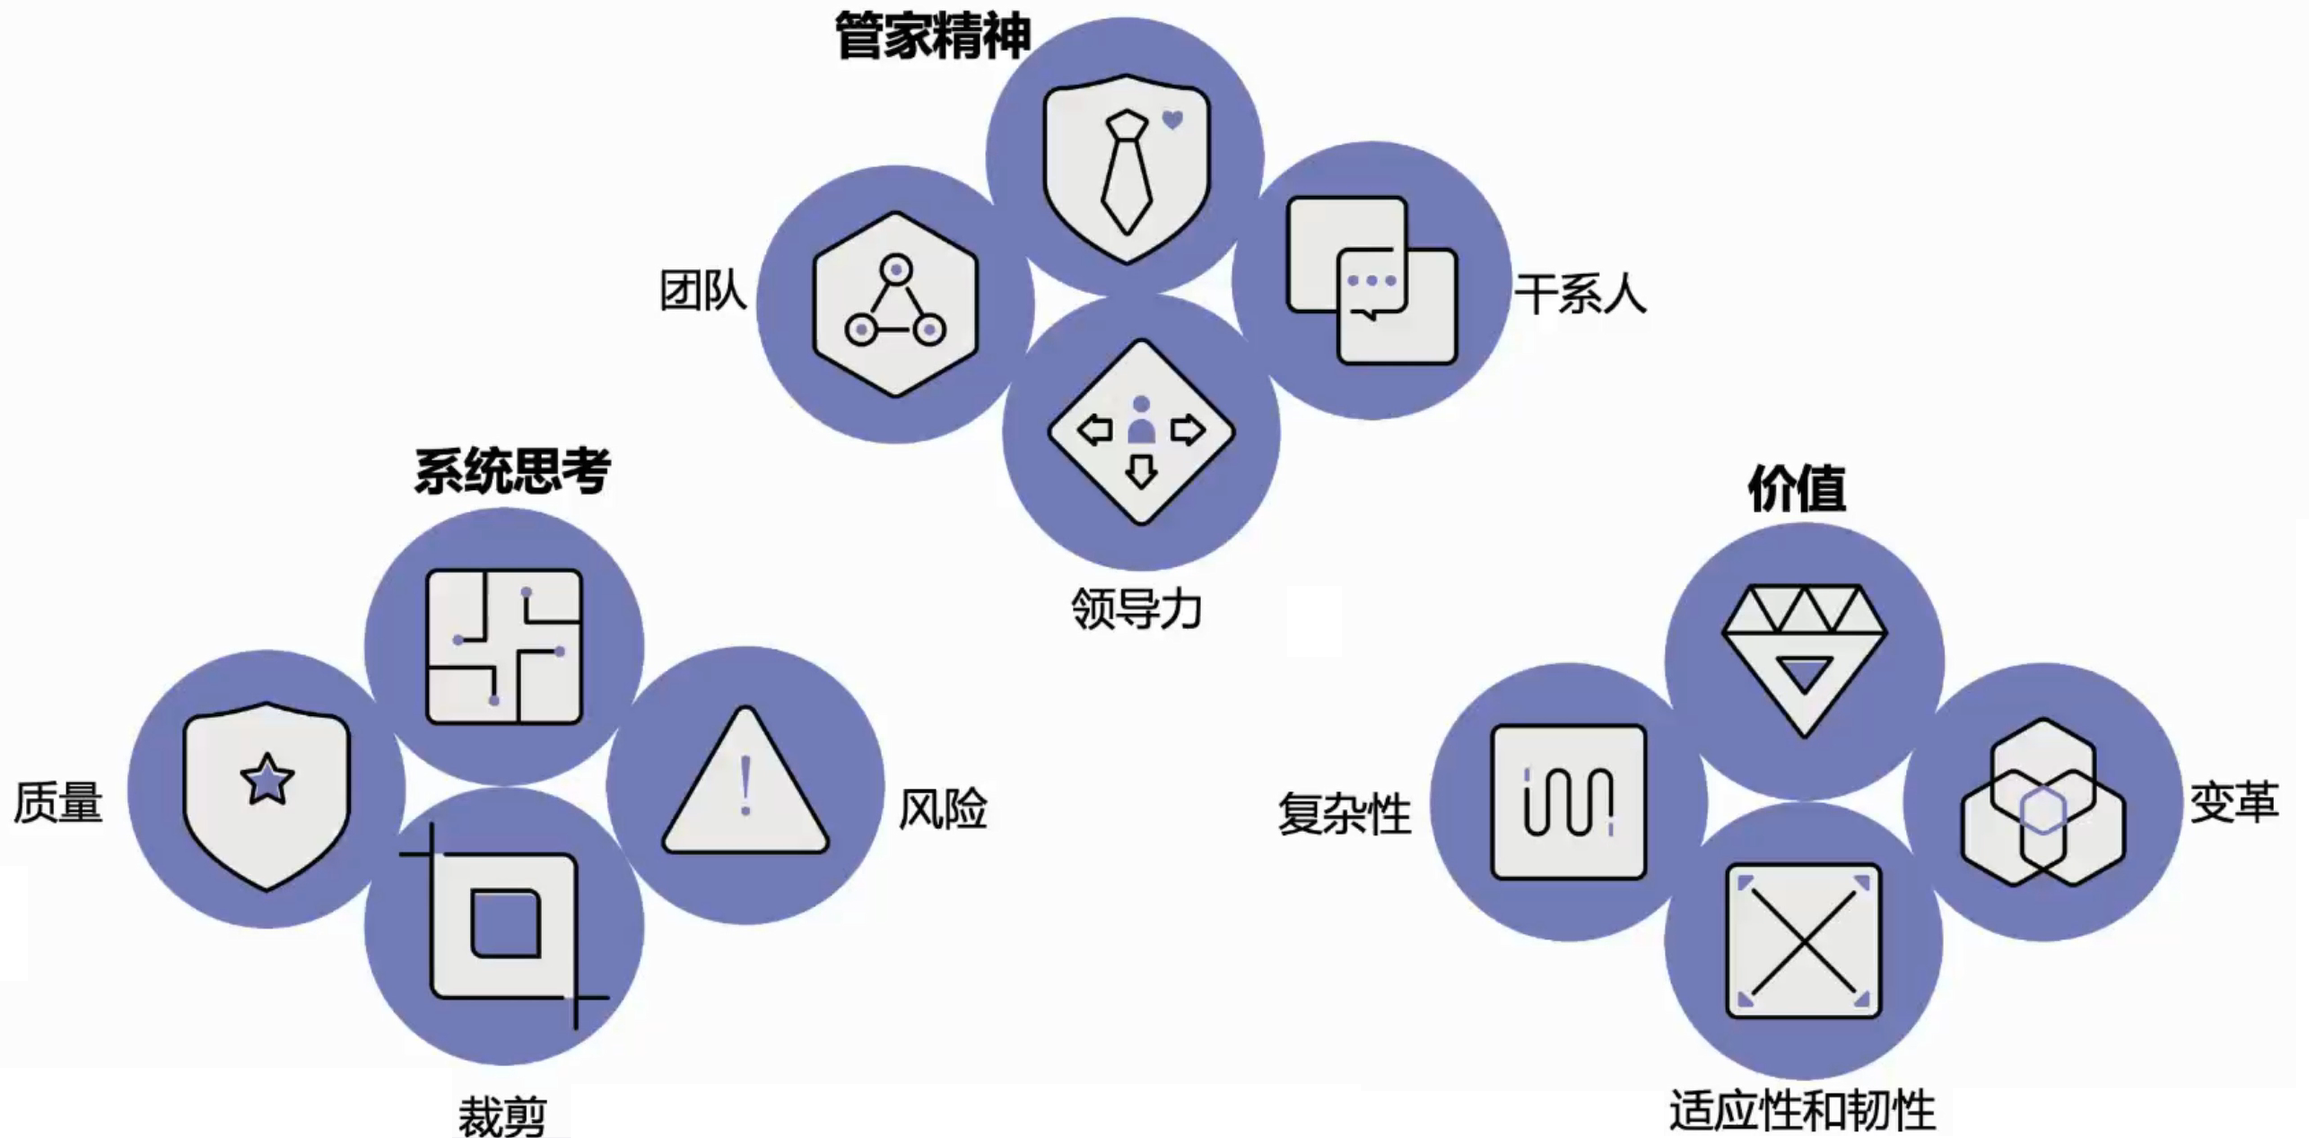 管家精神
团队
干系人
领导力
系统思考
质量
风险
裁剪
价值
复杂性
变革
适应性和韧性